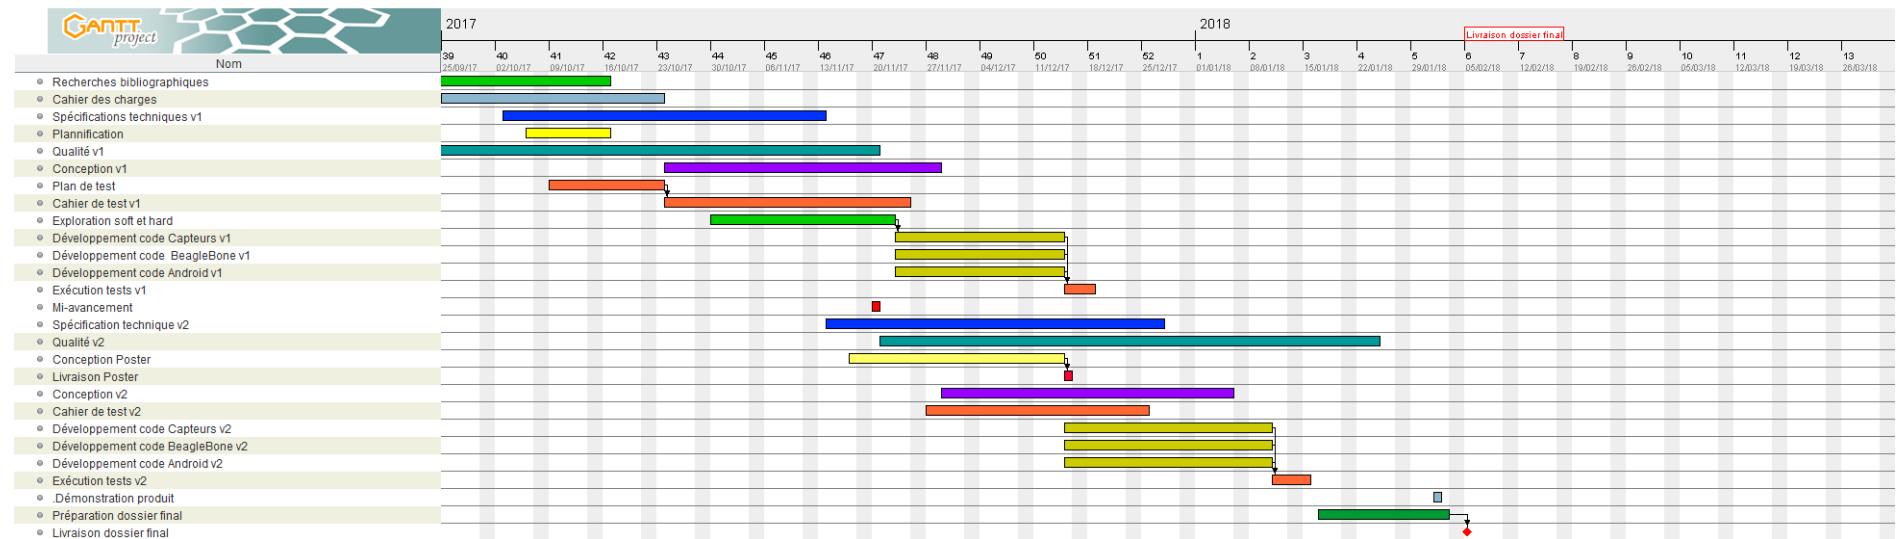 GANTT
project
2017
2018
Livraison dossier final
39 40 41 42 43 44 45 46 47 48 49 50 51 52 1 2 3 4 5 6 7 8 9 10 11 12 13
25/09/17 02/10/17 09/10/17 16/10/17 23/10/17 30/10/17 06/11/17 13/11/17 20/11/17 27/11/17 04/12/17 11/12/17 18/12/17 25/12/17 01/01/18 08/01/18 15/01/18 22/01/18 29/01/18 05/02/18 12/02/18 19/02/18 26/02/18 05/03/18 12/03/18 19/03/18 26/03/18
Nom
Recherches bibliographiques
Cahier des charges
Spécifications techniques v1
Plannification
Qualité v1
Conception v1
Plan de test
Cahier de test v1
Exploration soft et hard
Développement code Capteurs v1
Développement code BeagleBone v1
Développement code Android v1
Exécution tests v1
Mi-avancement
Spécification technique v2
Qualité v2
Conception Poster
Livraison Poster
Conception v2
Cahier de test v2
Développement code Capteurs v2
Développement code BeagleBone v2
Développement code Android v2
Exécution tests v2
.Démonstration produit
Préparation dossier final
Livraison dossier final